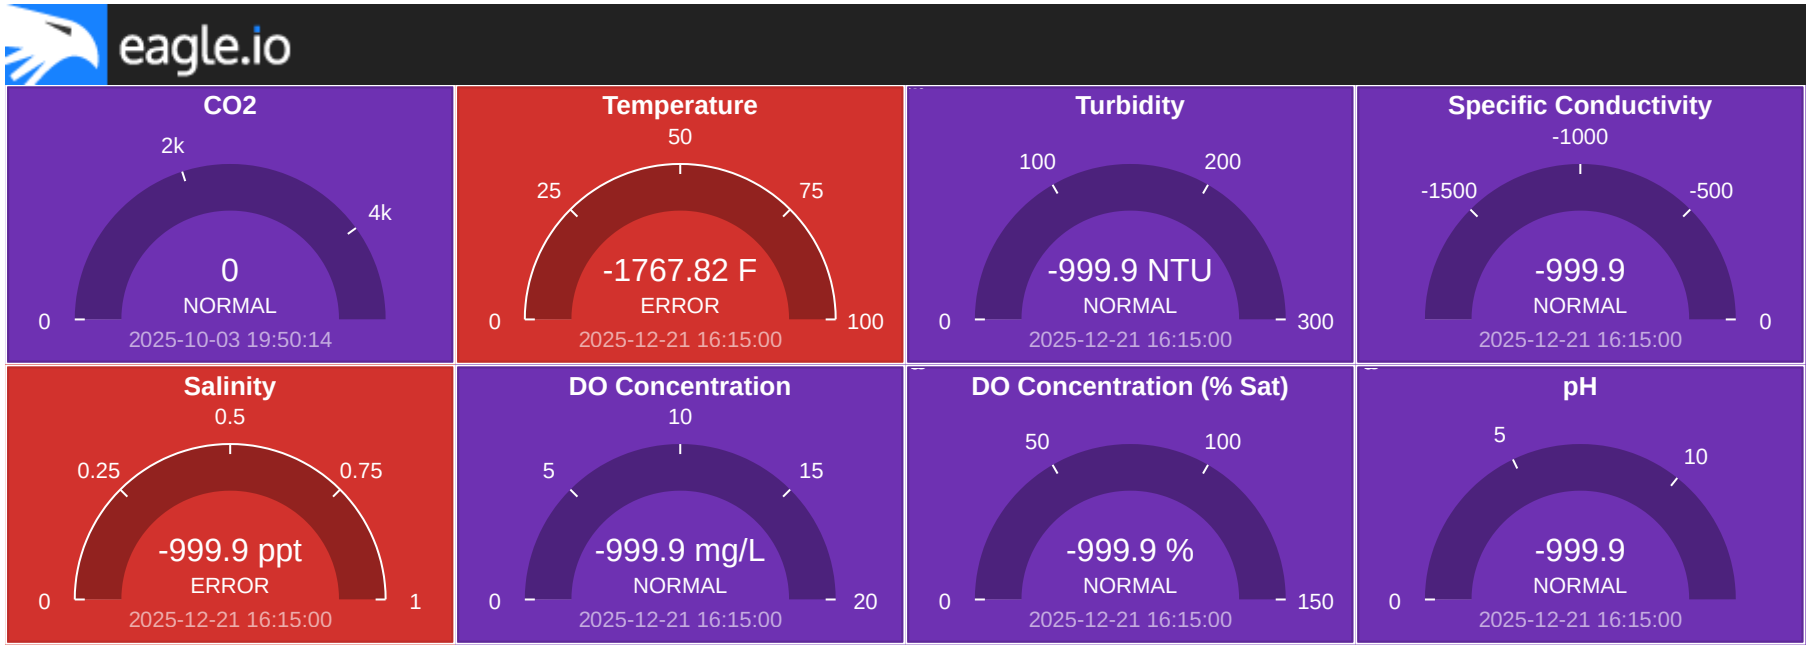 eagle.io
CO2
2k
4k
0
NORMAL
0
2025-10-03 19:50:14
Temperature
50
25
75
-1767.82 F
ERROR
0
100
2025-12-21 16:15:00
Turbidity
100
200
-999.9 NTU
NORMAL
0
300
2025-12-21 16:15:00
Specific Conductivity
-1000
-1500
-500
-999.9
NORMAL
0
2025-12-21 16:15:00
Salinity
0.5
0.25
0.75
-999.9 ppt
ERROR
0
1
2025-12-21 16:15:00
DO Concentration
10
5
15
-999.9 mg/L
NORMAL
0
20
2025-12-21 16:15:00
DO Concentration (% Sat)
50
100
-999.9 %
NORMAL
0
150
2025-12-21 16:15:00
pH
5
10
-999.9
NORMAL
0
2025-12-21 16:15:00